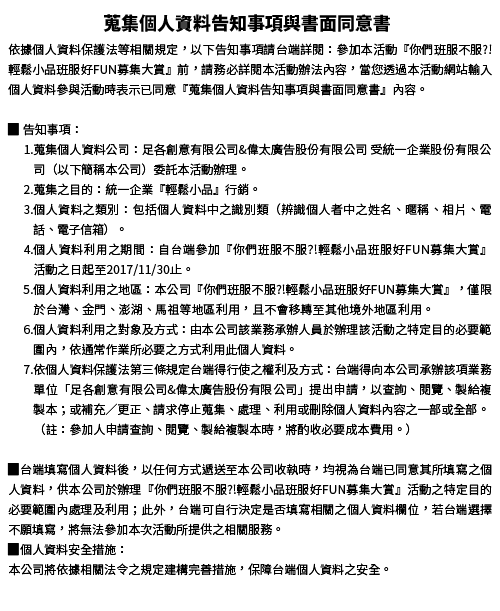 蒐集個人資料告知事項與書面同意書
依據個人資料保護法等相關規定，以下告知事項請台端詳閱：參加本活動『你們班服不服?!
輕鬆小品班服好FUN募集大賞』前，請務必詳閱本活動辦法內容，當您透過本活動網站輸入
個人資料參與活動時表示已同意『蒐集個人資料告知事項與書面同意書』內容。
█ 告知事項：
1.蒐集個人資料公司：足各創意有限公司&偉太廣告股份有限公司 受統一企業股份有限公
司（以下簡稱本公司）委託本活動辦理。
2.蒐集之目的：統一企業『輕鬆小品』行銷。
3.個人資料之類別：包括個人資料中之識別類（辨識個人者中之姓名、暱稱、相片、電
話、電子信箱）。
4.個人資料利用之期間：自台端參加『你們班服不服?!輕鬆小品班服好FUN募集大賞』
活動之日起至2017/11/30止。
5.個人資料利用之地區：本公司『你們班服不服?!輕鬆小品班服好FUN募集大賞』，僅限
於台灣、金門、澎湖、馬祖等地區利用，且不會移轉至其他境外地區利用。
6.個人資料利用之對象及方式：由本公司該業務承辦人員於辦理該活動之特定目的必要範
圍內，依通常作業所必要之方式利用此個人資料。
7.依個人資料保護法第三條規定台端得行使之權利及方式：台端得向本公司承辦該項業務
單位「足各創意有限公司&偉太廣告股份有限公司」提出申請，以查詢、閱覽、製給複
製本；或補充／更正、請求停止蒐集、處理、利用或刪除個人資料內容之一部或全部。
（註：參加人申請查詢、閱覽、製給複製本時，將酌收必要成本費用。）
█台端填寫個人資料後，以任何方式遞送至本公司收執時，均視為台端已同意其所填寫之個
人資料，供本公司於辦理『你們班服不服?!輕鬆小品班服好FUN募集大賞』活動之特定目的
必要範圍內處理及利用；此外，台端可自行決定是否填寫相關之個人資料欄位，若台端選擇
不願填寫，將無法參加本次活動所提供之相關服務。
█個人資料安全措施：
本公司將依據相關法令之規定建構完善措施，保障台端個人資料之安全。